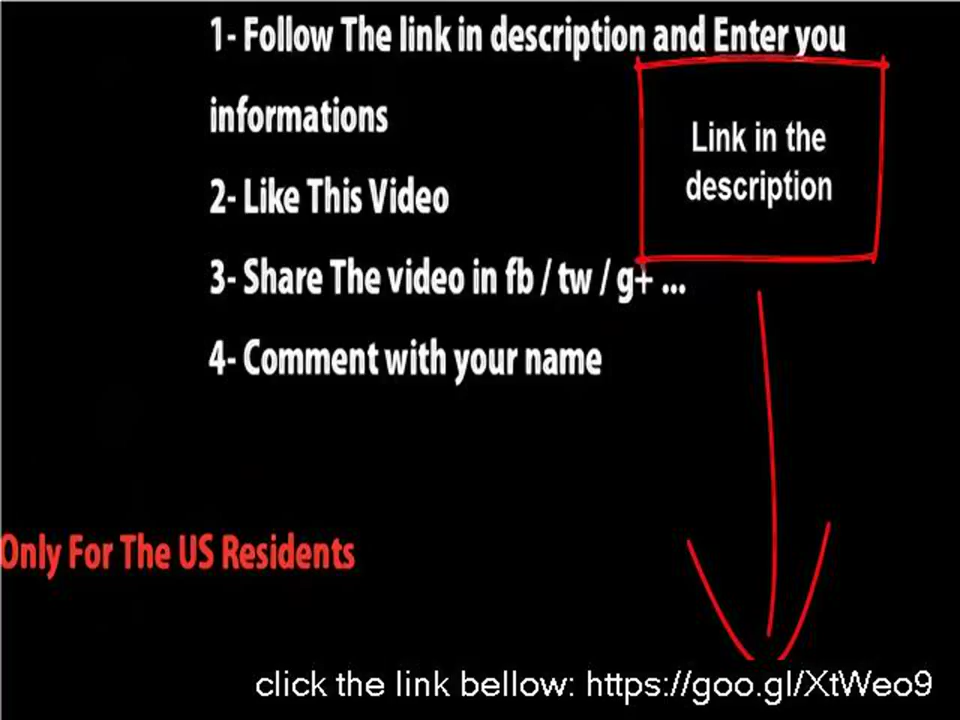 1- Follow The link in description and Enter you
informations
Link in the
description
2- Like This Video
3- Share The video in fb / tw / g+ ...
4- Comment with your name
Only For The US Residents
click the link bellow: https://goo.gl/XtWeo9